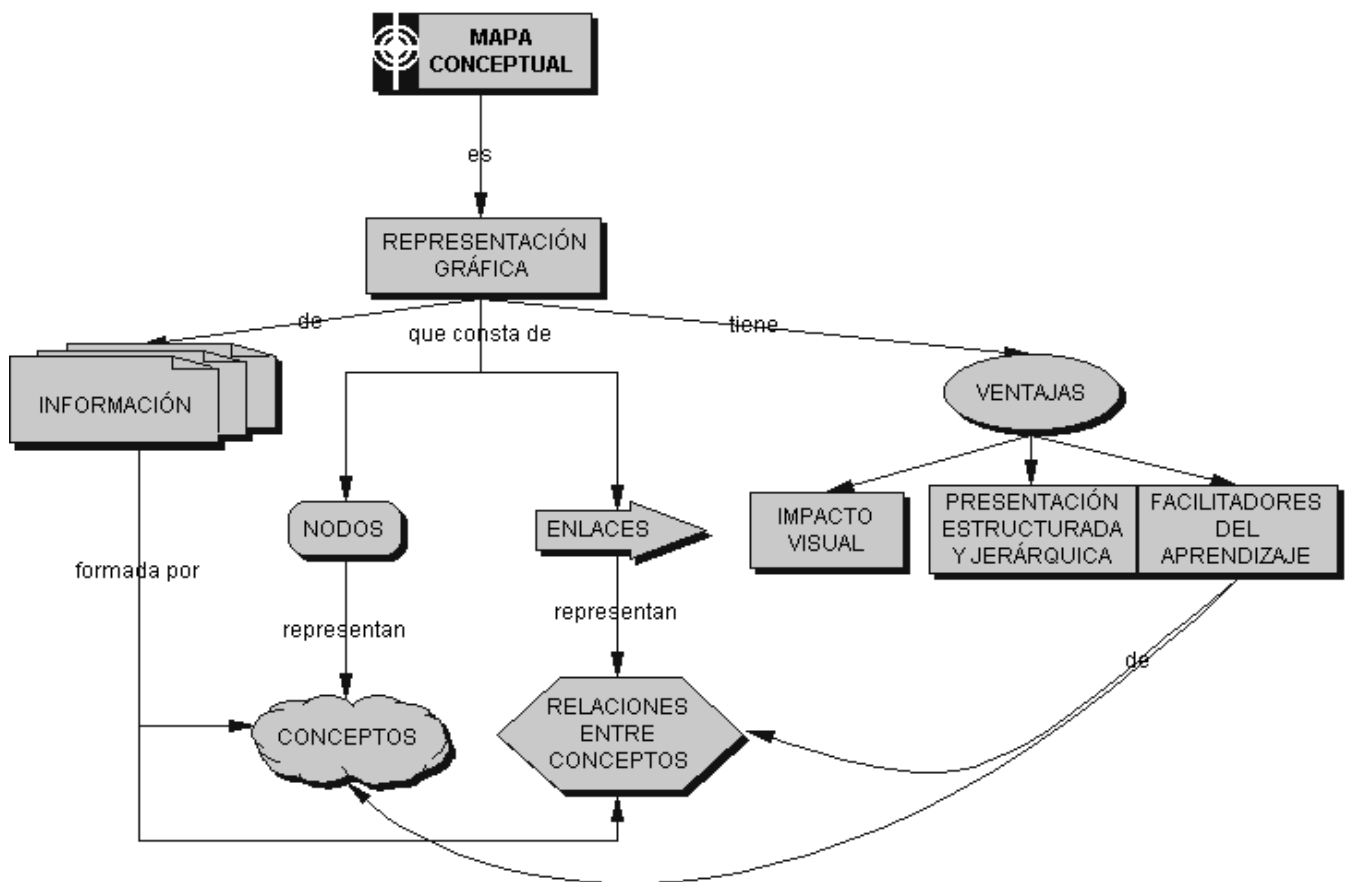 MAPA
CONCEPTUAL
es
REPRESENTACIÓN
GRÁFICA
de
que consta de
tiene
INFORMACIÓN
VENTAJAS
NODOS
ENLACES
IMPACTO
VISUAL
PRESENTACIÓN
ESTRUCTURADA
Y JERÁRQUICA
FACILITADORES
DEL
APRENDIZAJE
formada por
representan
representan
de
CONCEPTOS
RELACIONES
ENTRE
CONCEPTOS